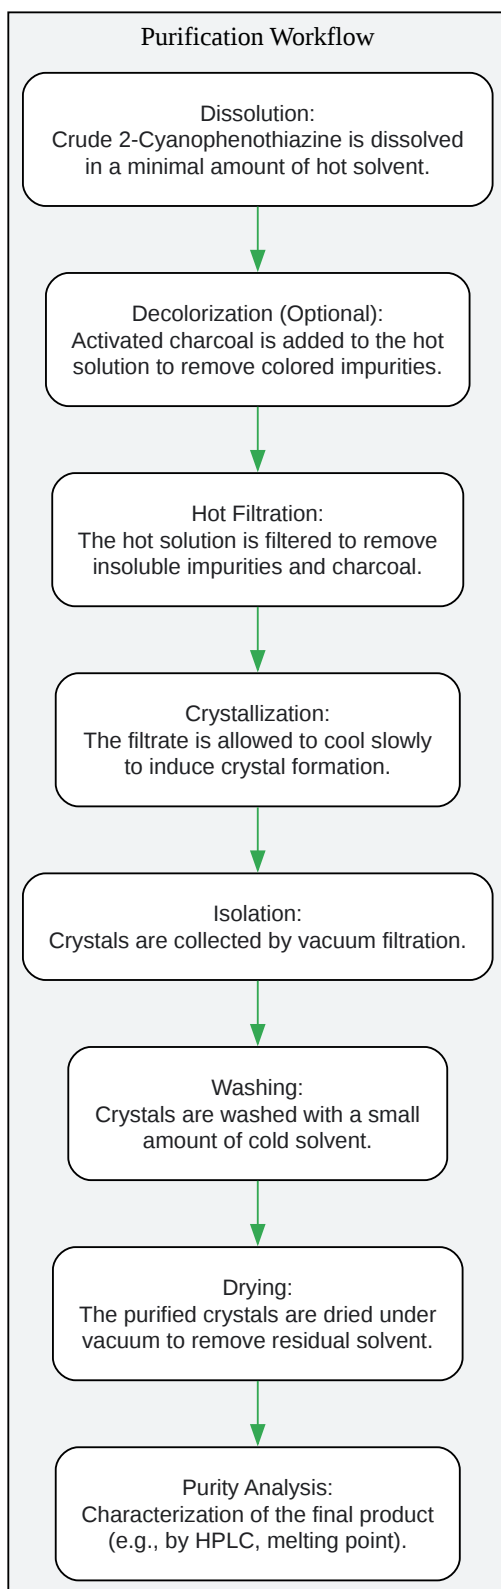 Purification Workflow
Dissolution:
Crude 2-Cyanophenothiazine is dissolved
in a minimal amount of hot solvent.
Decolorization (Optional):
Activated charcoal is added to the hot
solution to remove colored impurities.
Hot Filtration:
The hot solution is filtered to remove
insoluble impurities and charcoal.
Crystallization:
The filtrate is allowed to cool slowly
to induce crystal formation.
Isolation:
Crystals are collected by vacuum filtration.
Washing:
Crystals are washed with a small
amount of cold solvent.
Drying:
The purified crystals are dried under
vacuum to remove residual solvent.
Purity Analysis:
Characterization of the final product
(e.g., by HPLC, melting point).